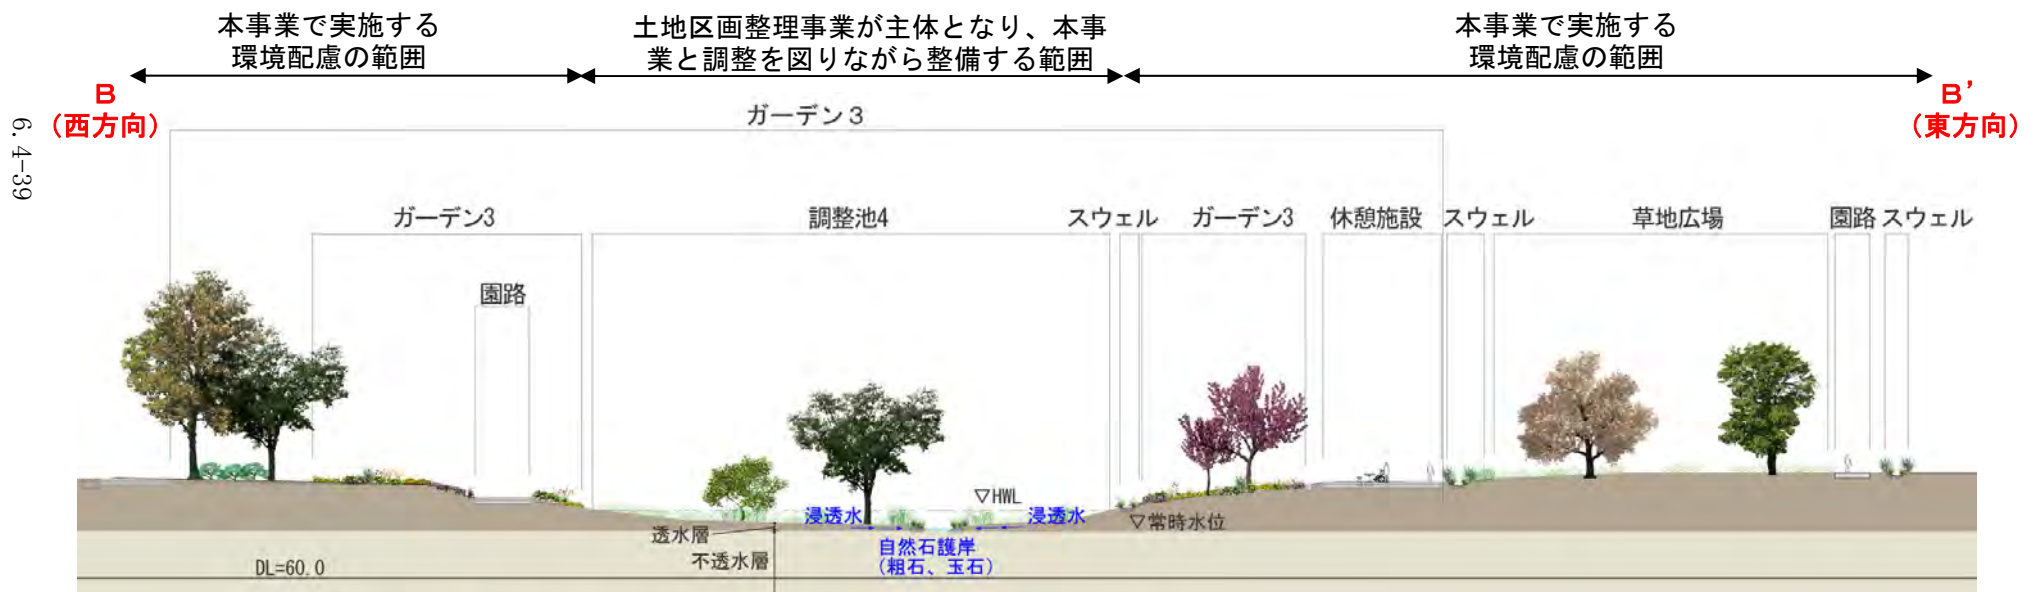 本事業で実施する
環境配慮の範囲
土地区画整理事業が主体となり、本事
業と調整を図りながら整備する範囲
本事業で実施する
環境配慮の範囲
B
（西方向）
B'
（東方向）
6.4-39
ガーデン３
ガーデン3
調整池4
スウェル
ガーデン3
休憩施設
スウェル
草地広場
園路
スウェル
園路
▽HWL
浸透水
浸透水
▽常時水位
透水層
自然石護岸
（粗石、玉石）
不透水層
DL=60.0